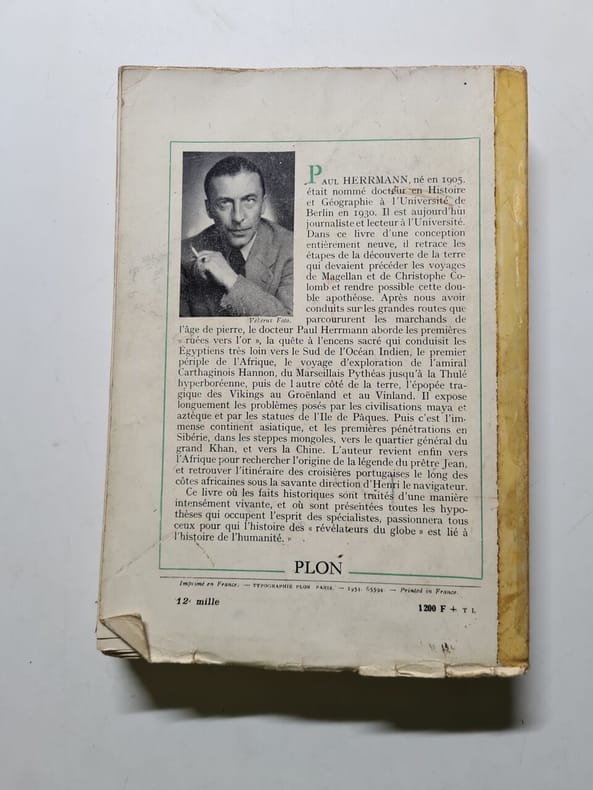 PAUL HERRMANN, né en 1905,
était nommé docteur en Histoire
et Géographie à l'Université de
Berlin en 1930. Il est aujourd'hui
journaliste et lecteur à l'Université.
Dans ce livre d'une conception
entièrement neuve, il retrace les
étapes de la découverte de la terre
qui devaient précéder les voyages
de Magellan et de Christophe Co-
lomb et rendre possible cette dou-
ble apothéose. Après nous avoir
conduits sur les grandes routes que
Foto.
parcoururent les marchands de
l'âge de pierre, le docteur Paul Herrmann aborde les premières
« ruées vers l'or », la quête à l'encens sacré qui conduisit les
Égyptiens très loin vers le Sud de l'Océan Indien, le premier
périple de l'Afrique, le voyage d'exploration de l'amiral
Carthaginois Hannon, du Marseillais Pythéas jusqu'à la Thulé
hyperboréenne, puis de l autre côté de la terre, l'épopée tra-
gique des Vikings au Groënland et au Vinland. Il expose
longuement les problèmes posés par les civilisations maya et
aztèque et par les statues de l'Ile de Pâques. Puis c'est l'im-
mense continent asiatique, et les premières pénétrations en
Sibérie, dans les steppes mongoles, vers le quartier général du
grand Khan, et vers la Chine. L'auteur revient enfin vers
l'Afrique pour rechercher l'origine de la légende du prêtre Jean,
et retrouver l'itinéraire des croisières portugaises le long des
côtes africaines sous la savante direction d'Henri le navigateur.
Ce livre où les faits historiques sont traités d'une manière
intensément vivante, et où sont présentées toutes les hypo-
thèses qui occupent l'esprit des spécialistes, passionnera tous
ceux pour qui l'histoire des « révélateurs du globe » est lié à
l'histoire de l'humanité. »
PLON
Imprimé en France. — TYPOGRAPHIE PLON PARIS. — 1954. 65594. — Printed in France.
12e mille
1200 F + T L